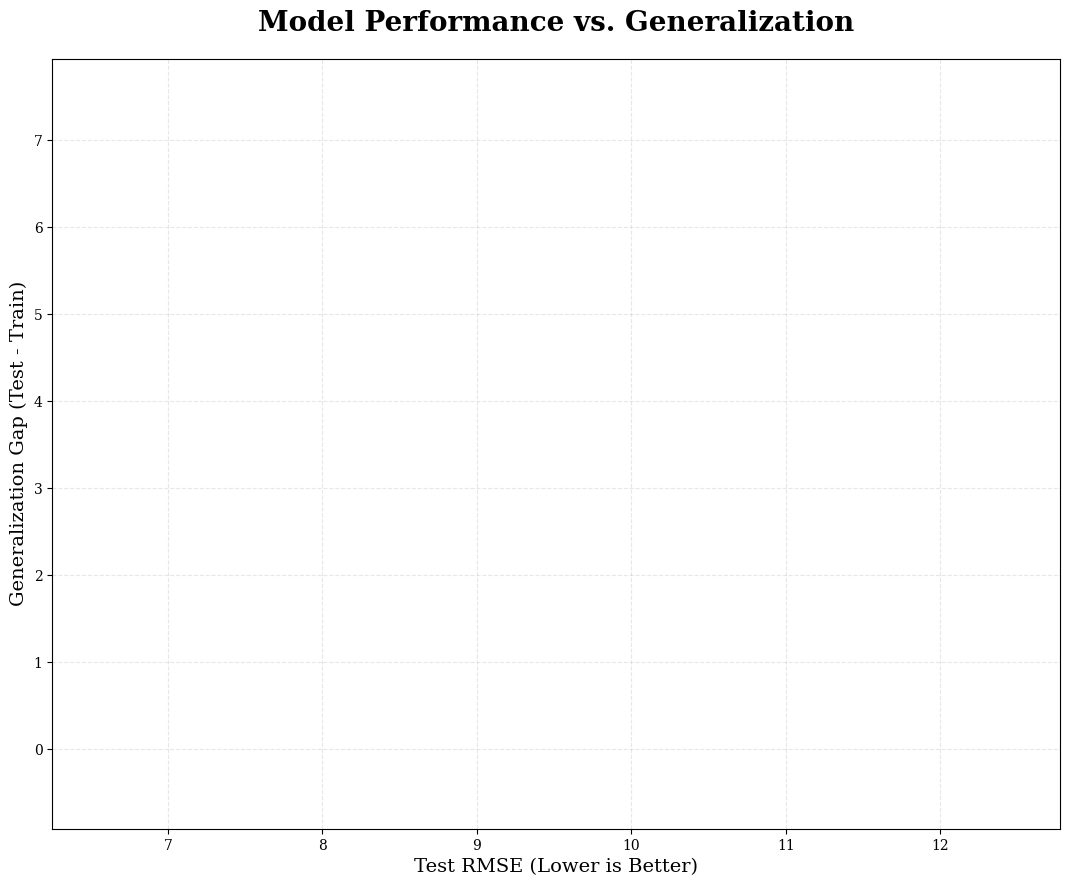 Model Performance vs. Generalization
Generalization Gap (Test - Train)
7
6
5
4
3
2
1
0
7 8 9 10 11 12
Test RMSE (Lower is Better)